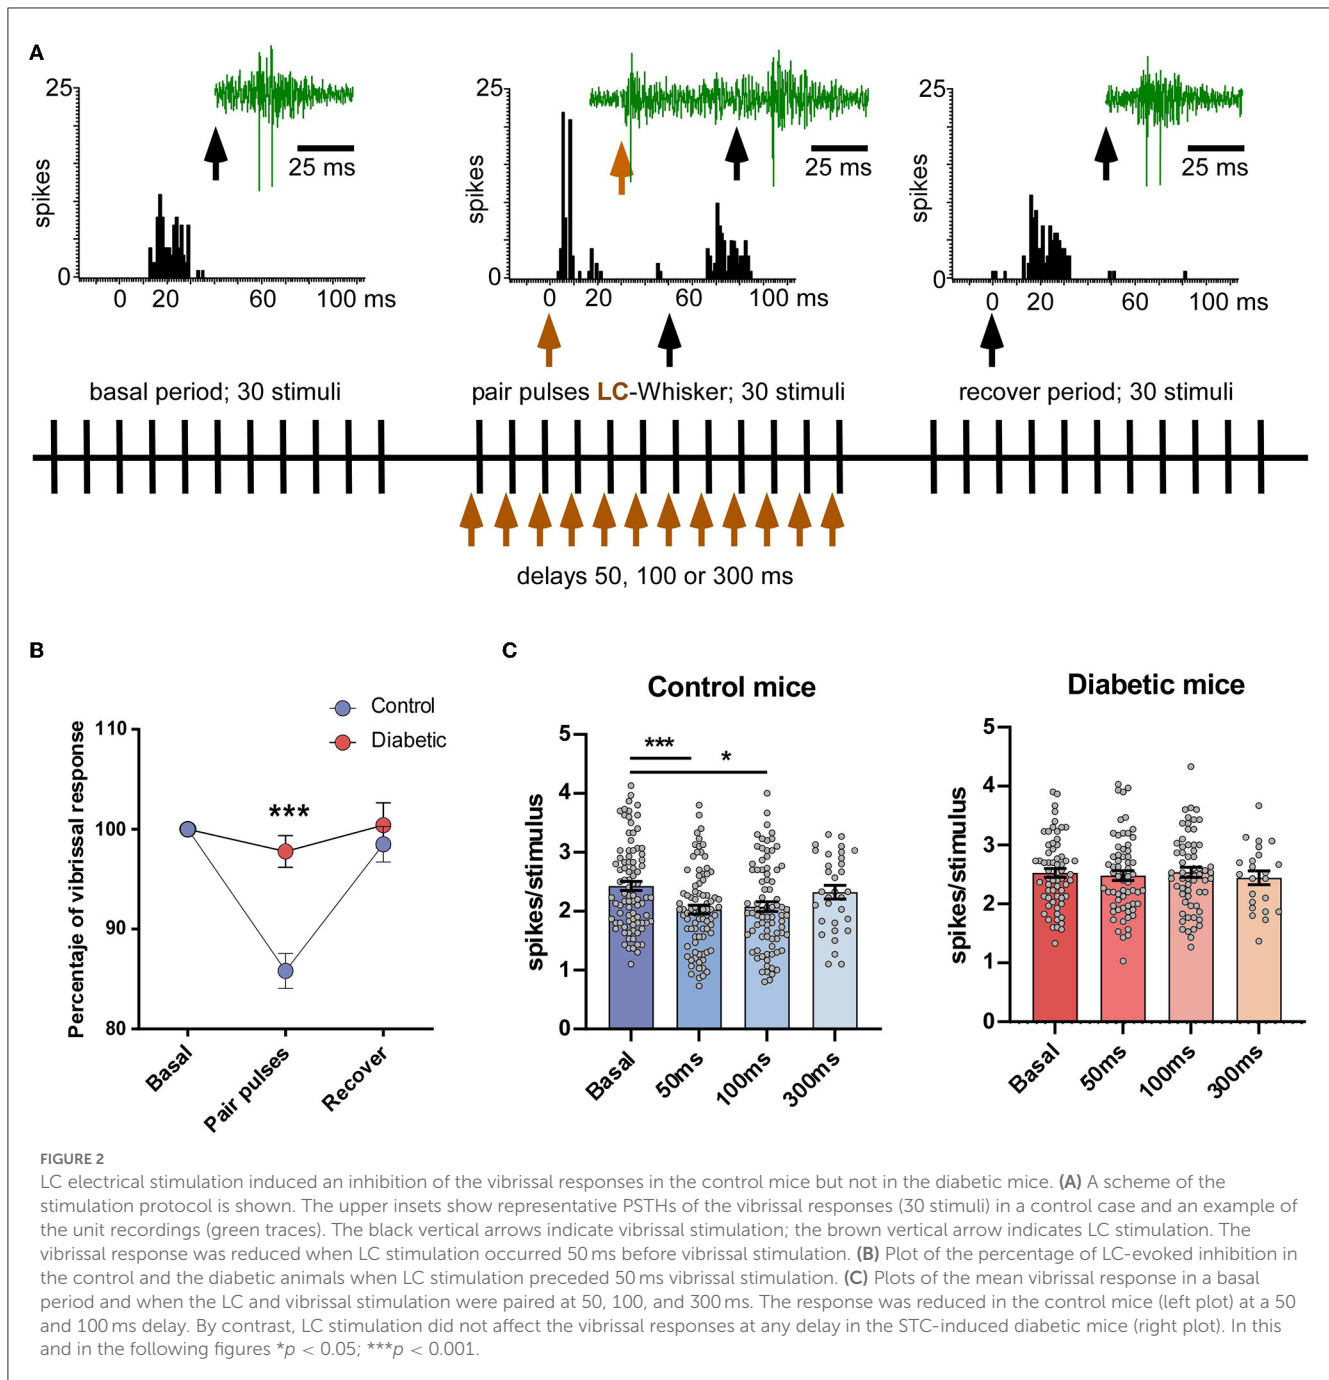 A
25
spikes
0
25 ms
0 20 60 100 ms
25
spikes
0
25 ms
0 20 60 100 ms
25
spikes
0
25 ms
0 20 60 100 ms
basal period; 30 stimuli
pair pulses LC-Whisker; 30 stimuli
recover period; 30 stimuli
delays 50, 100 or 300 ms
B
Control
Diabetic
Percentaje of vibrissal response
110
100
90
80
***
Basal
Pair pulses
Recover
C
Control mice
spikes/stimulus
5
4
3
2
1
0
***
*
Basal
50ms
100ms
300ms
Diabetic mice
spikes/stimulus
5
4
3
2
1
0
Basal
50ms
100ms
300ms
FIGURE 2
LC electrical stimulation induced an inhibition of the vibrissal responses in the control mice but not in the diabetic mice. (A) A scheme of the
stimulation protocol is shown. The upper insets show representative PSTHs of the vibrissal responses (30 stimuli) in a control case and an example of
the unit recordings (green traces). The black vertical arrows indicate vibrissal stimulation; the brown vertical arrow indicates LC stimulation. The
vibrissal response was reduced when LC stimulation occurred 50 ms before vibrissal stimulation. (B) Plot of the percentage of LC-evoked inhibition in
the control and the diabetic animals when LC stimulation preceded 50 ms vibrissal stimulation. (C) Plots of the mean vibrissal response in a basal
period and when the LC and vibrissal stimulation were paired at 50, 100, and 300 ms. The response was reduced in the control mice (left plot) at a 50
and 100 ms delay. By contrast, LC stimulation did not affect the vibrissal responses at any delay in the STC-induced diabetic mice (right plot). In this
and in the following figures *p < 0.05; ***p < 0.001.